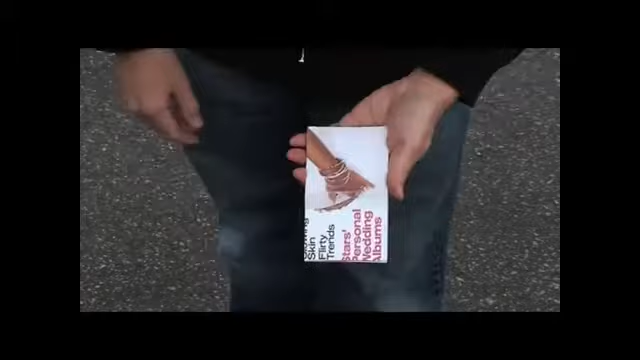 Skin
Flirty
Trends
Stars'
Personal
Wedding
Albums